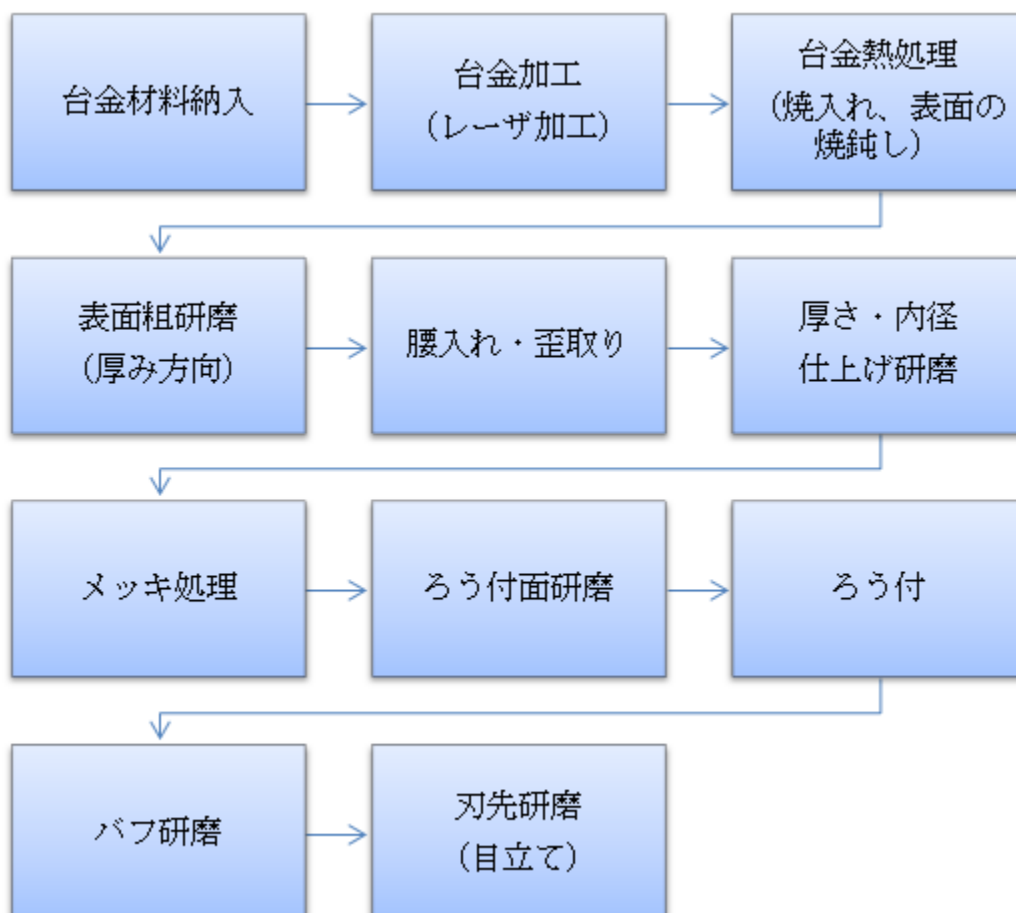 台金材料納入
台金加工
(レーザ加工)
台金熱処理
(焼入れ、表面の
焼鈍し)
表面粗研磨
(厚み方向)
腰入れ・歪取り
厚さ・内径
仕上げ研磨
メッキ処理
ろう付面研磨
ろう付
バフ研磨
刃先研磨
(目立て)